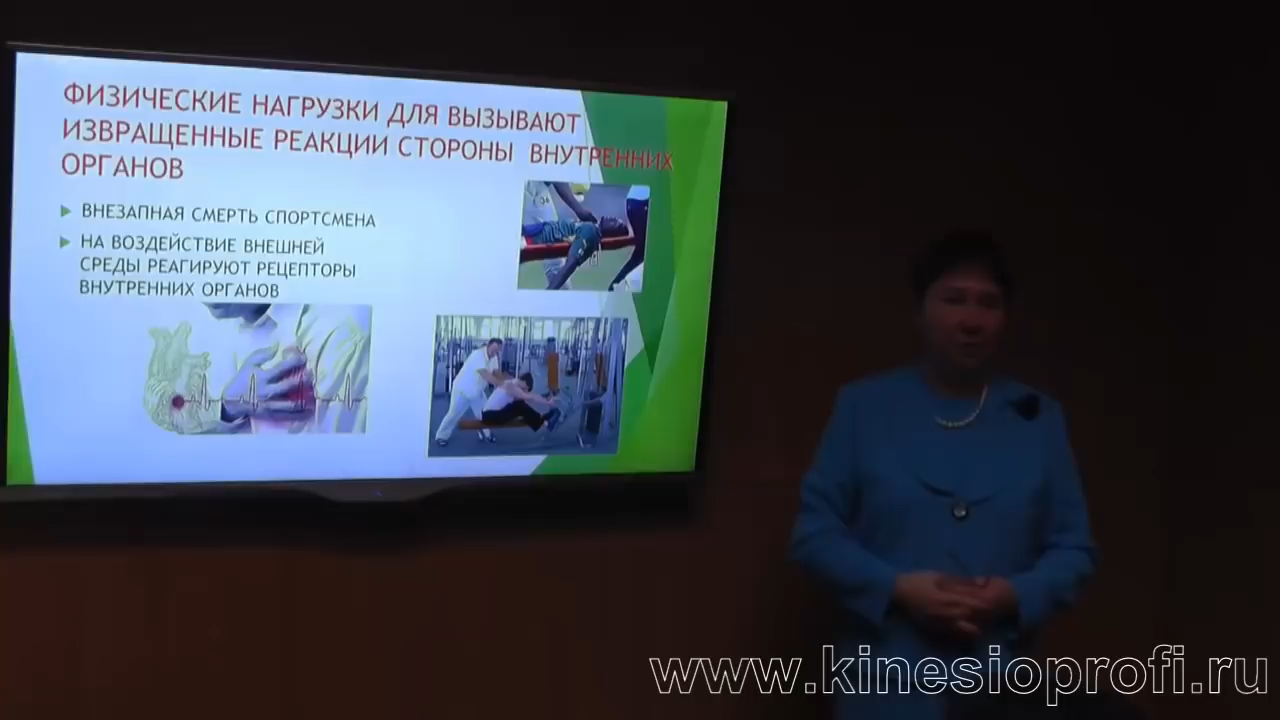 ФИЗИЧЕСКИЕ НАГРУЗКИ ДЛЯ ВЫЗЫВАЮТ
ИЗВРАЩЕННЫЕ РЕАКЦИИ СТОРОНЫ ВНУТРЕННИХ
ОРГАНОВ
ВНЕЗАПНАЯ СМЕРТЬ СПОРТСМЕНА
НА ВОЗДЕЙСТВИЕ ВНЕШНЕЙ
СРЕДЫ РЕАГИРУЮТ РЕЦЕПТОРЫ
ВНУТРЕННИХ ОРГАНОВ
www.kinesioprofi.ru